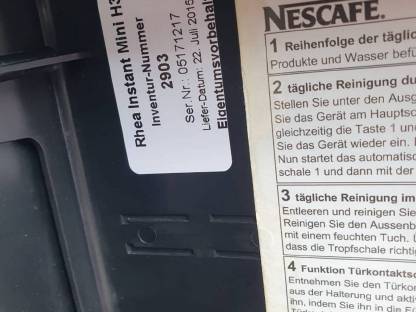 Rhea Instant Mini H3
Inventur-Nummer
2903
Ser.Nr.: 05171217
Liefer-Datum: 22. Juli 2015
Eigentumsvorbehalt
NESCAFÉ.
1 Reihenfolge der täglic
Produkte und Wasser befü
2 tägliche Reinigung du
Stellen Sie unter den Ausg
Sie das Gerät am Hauptsc
gleichzeitig die Taste 1 un
Sie das Gerät wieder ein.
Nun startet das automatisc
schale 1 und dann mit der
3 tägliche Reinigung im
Entleeren und reinigen Sie
Reinigen Sie den Aussenb
mit einem feuchten Tuch.
dass die Tropfschale richti
4 Funktion Türkontaktsc
Entnehmen Sie den Türko
aus der Halterung und akti
ihn, indem Sie ihn in die E